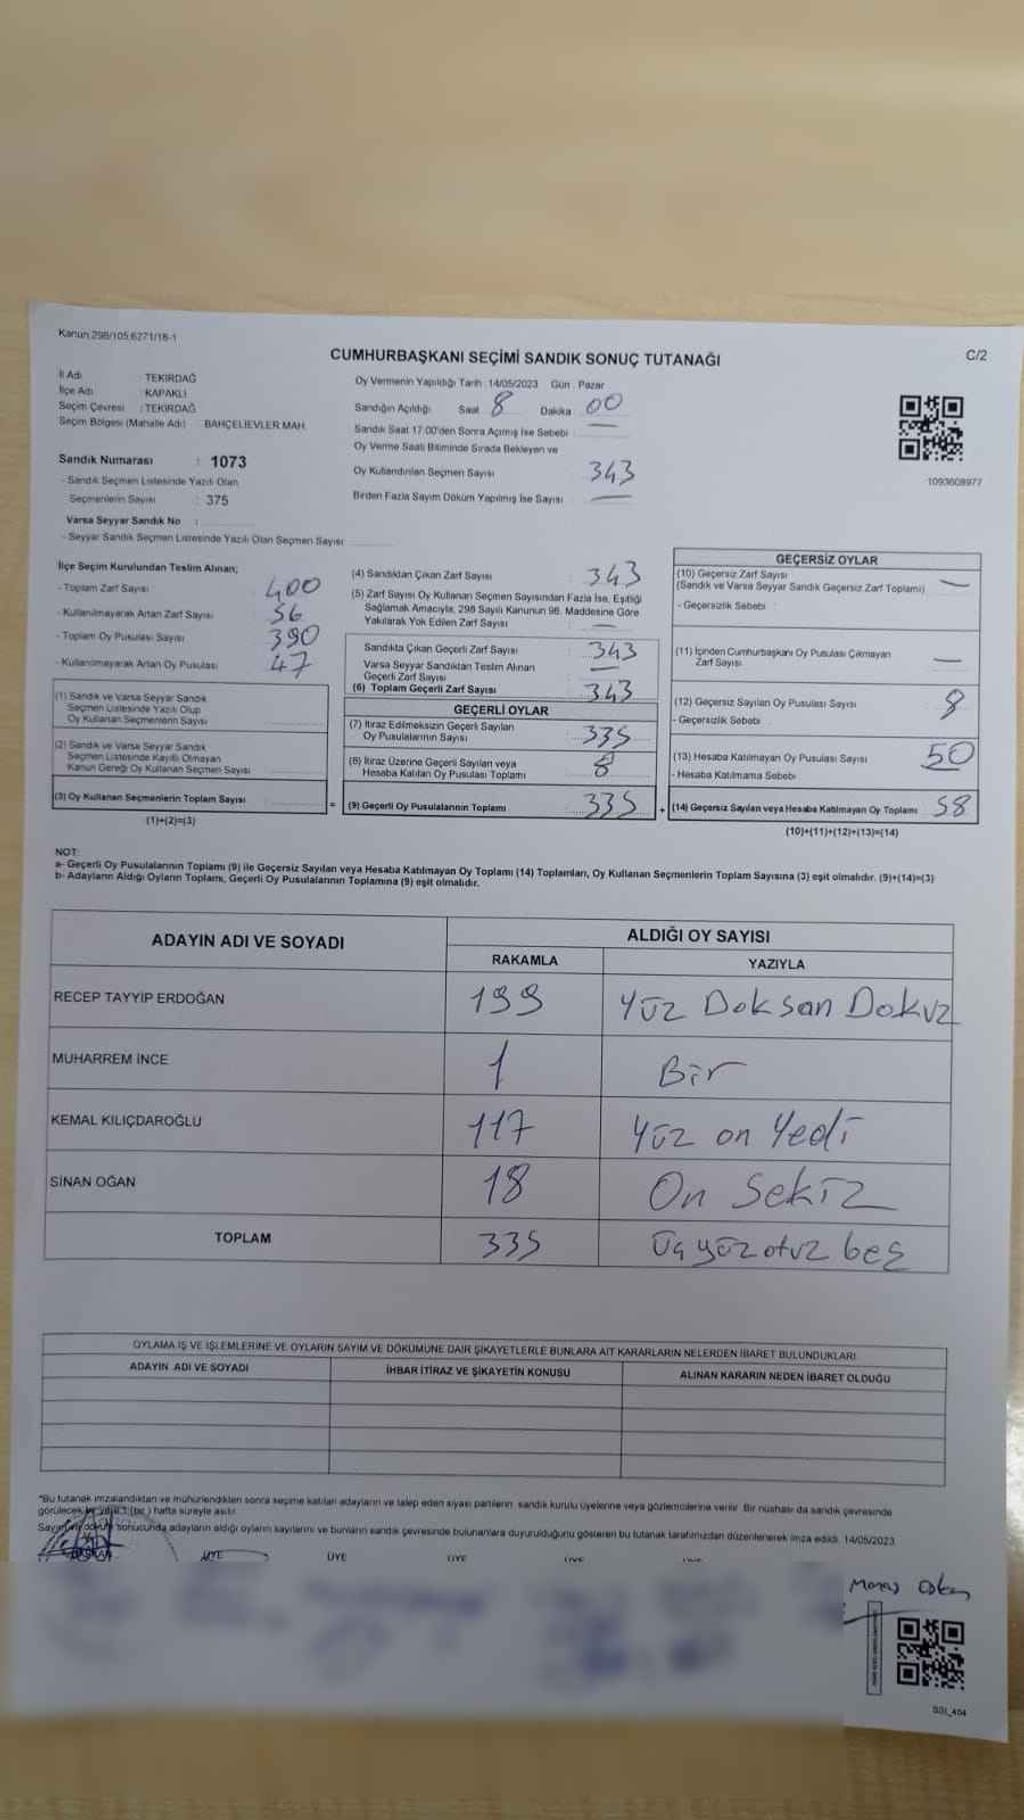 Kanun 298/105,6271/18-1
C/2
CUMHURBAŞKANI SEÇİMİ SANDIK SONUÇ TUTANAĞI
İl Adı : TEKİRDAĞ
İlçe Adı : KAPAKLI
Seçim Çevresi : TEKİRDAĞ
Seçim Bölgesi (Mahalle Adı) BAHÇELİEVLER MAH.
Sandık Numarası : 1073
- Sandık Seçmen Listesinde Yazılı Olan
Seçmenlerin Sayısı : 375
Varsa Seyyar Sandık No :
- Seyyar Sandık Seçmen Listesinde Yazılı Olan Seçmen Sayısı
Oy Vermenin Yapıldığı Tarih : 14/05/2023 Gün : Pazar
Sandığın Açıldığı Saat 8 Dakika 00
Sandık Saat 17.00'den Sonra Açılmış İse Sebebi
Oy Verme Saati Bitiminde Sırada Bekleyen ve
Oy Kullandırılan Seçmen Sayısı 343
Birden Fazla Sayım Döküm Yapılmış İse Sayısı —
1093608977
İlçe Seçim Kurulundan Teslim Alınan;
- Toplam Zarf Sayısı 400
- Kullanılmayarak Artan Zarf Sayısı 56
- Toplam Oy Pusulası Sayısı 390
- Kullanılmayarak Artan Oy Pusulası 47
(1) Sandık ve Varsa Seyyar Sandık
Seçmen Listesinde Yazılı Olup
Oy Kullanan Seçmenlerin Sayısı
(2) Sandık ve Varsa Seyyar Sandık
Seçmen Listesinde Kayıtlı Olmayan
Kanun Gereği Oy Kullanan Seçmen Sayısı
(3) Oy Kullanan Seçmenlerin Toplam Sayısı
(1)+(2)=(3)
(4) Sandıktan Çıkan Zarf Sayısı 343
(5) Zarf Sayısı Oy Kullanan Seçmen Sayısından Fazla İse, Eşitliği
Sağlamak Amacıyla, 298 Sayılı Kanunun 98. Maddesine Göre
Yakılarak Yok Edilen Zarf Sayısı —
Sandıkta Çıkan Geçerli Zarf Sayısı 343
Varsa Seyyar Sandıktan Teslim Alınan
Geçerli Zarf Sayısı —
(6) Toplam Geçerli Zarf Sayısı 343
GEÇERLİ OYLAR
(7) İtiraz Edilmeksizin Geçerli Sayılan
Oy Pusulalarının Sayısı 335
(8) İtiraz Üzerine Geçerli Sayılan veya
Hesaba Katılan Oy Pusulası Toplamı 8
= (9) Geçerli Oy Pusulalarının Toplamı 335
GEÇERSİZ OYLAR
(10) Geçersiz Zarf Sayısı
(Sandık ve Varsa Seyyar Sandık Geçersiz Zarf Toplamı) —
- Geçersizlik Sebebi
(11) İçinden Cumhurbaşkanı Oy Pusulası Çıkmayan
Zarf Sayısı —
(12) Geçersiz Sayılan Oy Pusulası Sayısı 8
- Geçersizlik Sebebi
(13) Hesaba Katılmayan Oy Pusulası Sayısı 50
- Hesaba Katılmama Sebebi
+ (14) Geçersiz Sayılan veya Hesaba Katılmayan Oy Toplamı 58
(10)+(11)+(12)+(13)=(14)
NOT:
a- Geçerli Oy Pusulalarının Toplamı (9) ile Geçersiz Sayılan veya Hesaba Katılmayan Oy Toplamı (14) Toplamları, Oy Kullanan Seçmenlerin Toplam Sayısına (3) eşit olmalıdır. (9)+(14)=(3)
b- Adayların Aldığı Oyların Toplamı, Geçerli Oy Pusulalarının Toplamına (9) eşit olmalıdır.
ADAYIN ADI VE SOYADI ALDIĞI OY SAYISI
RAKAMLA YAZIYLA
RECEP TAYYİP ERDOĞAN 199 Yüz Doksan Dokuz
MUHARREM İNCE 1 Bir
KEMAL KILIÇDAROĞLU 117 Yüz on Yedi
SİNAN OĞAN 18 On Sekiz
TOPLAM 335 Üç yüz otuz beş
OYLAMA İŞ VE İŞLEMLERİNE VE OYLARIN SAYIM VE DÖKÜMÜNE DAİR ŞİKAYETLERLE BUNLARA AİT KARARLARIN NELERDEN İBARET BULUNDUKLARI
ADAYIN ADI VE SOYADI İHBAR İTİRAZ VE ŞİKAYETİN KONUSU ALINAN KARARIN NEDEN İBARET OLDUĞU
"Bu tutanak imzalandıktan ve mühürlendikten sonra seçime katılan adayların ve talep eden siyasi partilerin sandık kurulu üyelerine veya gözlemcilerine verilir. Bir nüshası da sandık çevresinde
görülecek bir yere 1 (bir) hafta süreyle asılır.
Sayım ve döküm sonucunda adayların aldığı oyların sayılarını ve bunların sandık çevresinde bulunanlara duyurulduğunu gösteren bu tutanak tarafımızdan düzenlenerek imza edildi. 14/05/2023
BAŞKAN ÜYE ÜYE ÜYE ÜYE